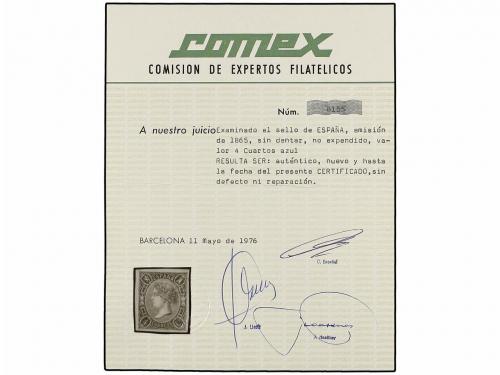 comex
COMISION DE EXPERTOS FILATELICOS
Núm. 8155
A nuestro juicio Examinado el sello de ESPAÑA, emisión
de 1865, sin dentar, no expendido, va-
lor 4 Cuartos azul
RESULTA SER: auténtico, nuevo y hasta
la fecha del presente CERTIFICADO,sin
defecto ni reparación.
BARCELONA 11 mayo de 1976
ESPAÑA